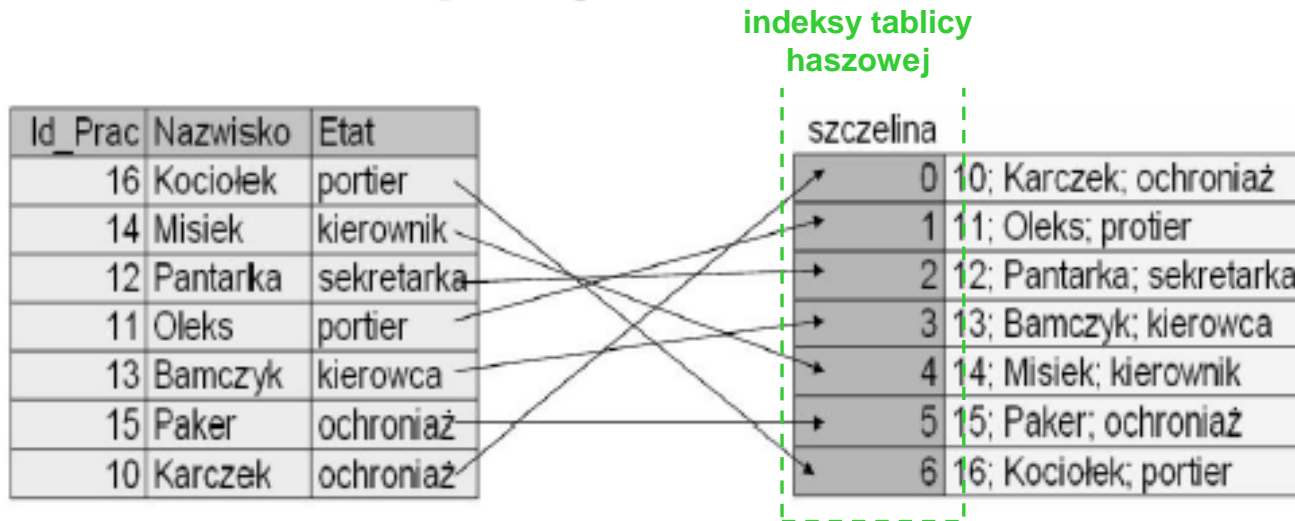 indeksy tablicy
haszowej
Id_Prac Nazwisko Etat
16 Kociołek portier
14 Misiek kierownik
12 Pantarlka sekretarka
11 Oleks portier
13 Bamczyk kierowca
15 Paker ochroniaż
10 Karczek ochroniaż
szczelina
0 10; Karczek; ochroniaż
1 11; Oleks; protier
2 12; Pantarka; sekretarka
3 13; Bamczyk; kierowca
4 14; Misiek; kierownik
5 15; Paker; ochroniaż
6 16; Kociołek; portier